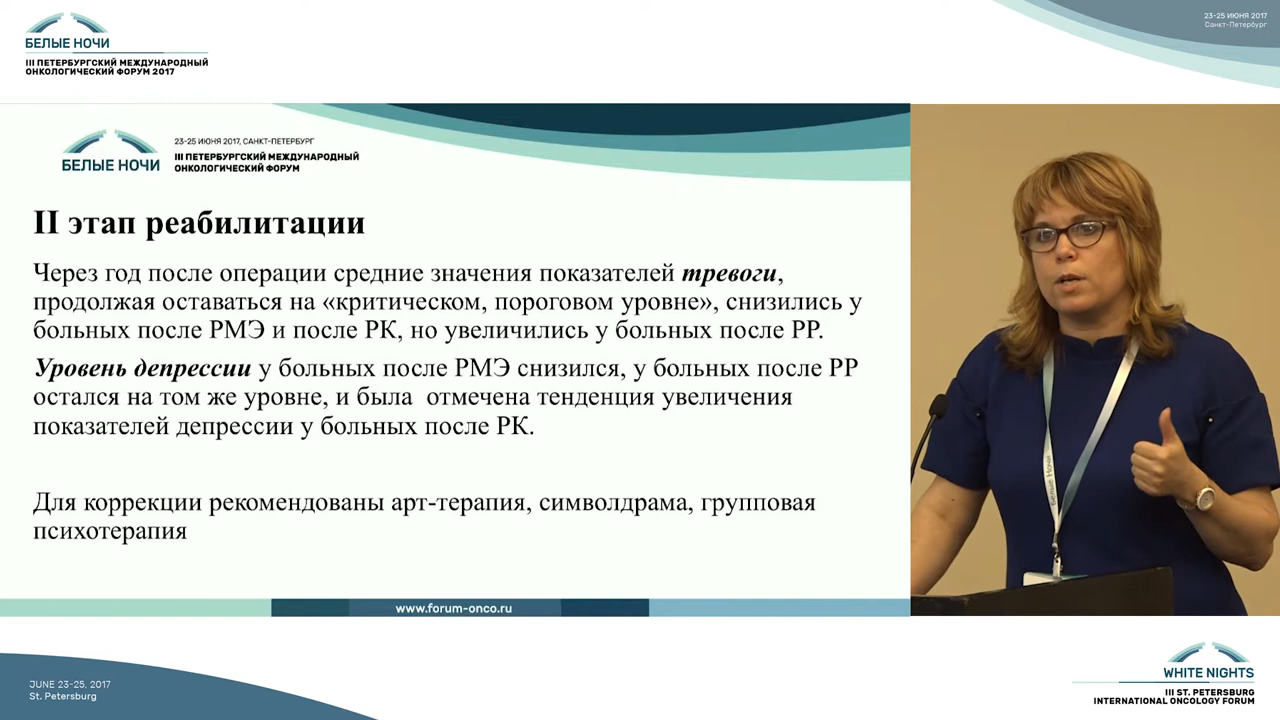 БЕЛЫЕ НОЧИ
III ПЕТЕРБУРГСКИЙ МЕЖДУНАРОДНЫЙ
ОНКОЛОГИЧЕСКИЙ ФОРУМ 2017
23-25 ИЮНЯ 2017
Санкт-Петербург
БЕЛЫЕ НОЧИ
23-25 ИЮНЯ 2017, САНКТ-ПЕТЕРБУРГ
III ПЕТЕРБУРГСКИЙ МЕЖДУНАРОДНЫЙ
ОНКОЛОГИЧЕСКИЙ ФОРУМ
II этап реабилитации
Через год после операции средние значения показателей тревоги,
продолжая оставаться на «критическом, пороговом уровне», снизились у
больных после РМЭ и после РК, но увеличились у больных после РР.
Уровень депрессии у больных после РМЭ снизился, у больных после РР
остался на том же уровне, и была отмечена тенденция увеличения
показателей депрессии у больных после РК.
Для коррекции рекомендованы арт-терапия, символдрама, групповая
психотерапия
www.forum-onco.ru
Белые Ночи
JUNE 23-25, 2017
St. Petersburg
WHITE NIGHTS
III ST. PETERSBURG
INTERNATIONAL ONCOLOGY FORUM